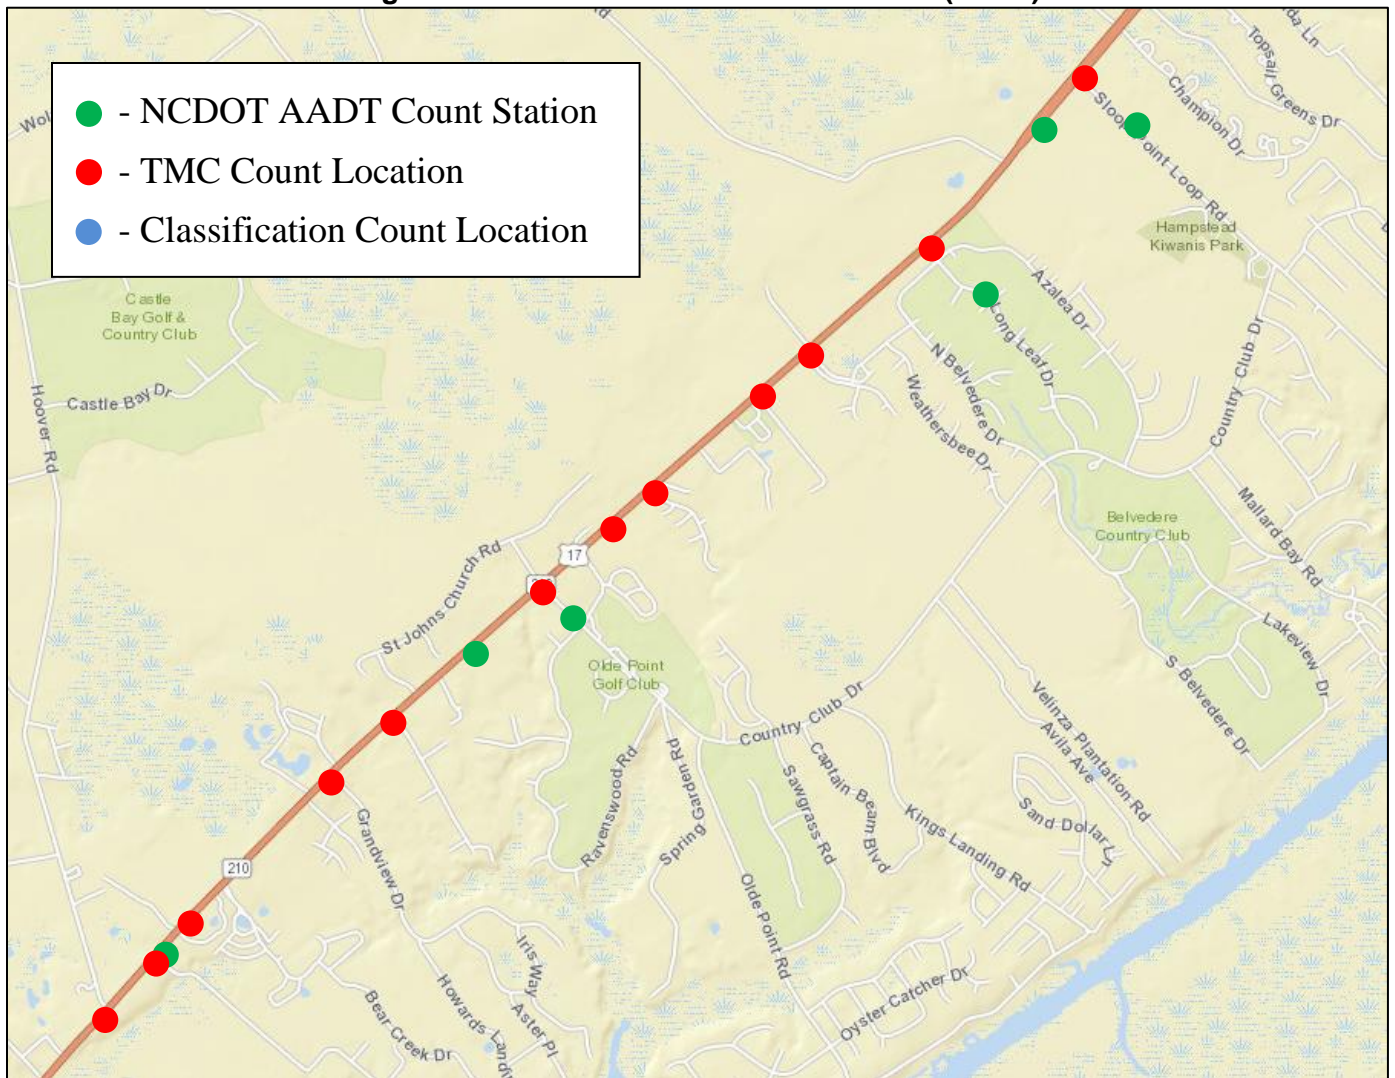 - NCDOT AADT Count Station
- TMC Count Location
- Classification Count Location
Topsail Greens Dr
Champion Dr
Sloop Point Loop Rd
Hampstead
Kiwanis Park
Azalea Dr
Long Leaf Dr
N Belvedere Dr
Weathersbee Dr
Country Club Dr
Mallard Bay Rd
Belvedere
Country Club
Lakeview Dr
S Belvedere Dr
Castle
Bay Golf &
Country Club
Castle Bay Dr
Hoover Rd
17
St Johns Church Rd
Olde Point
Golf Club
Country Club Dr
Velinza Plantation Rd
Avila Ave
Sand Dollar
Captain Beam Blvd
Kings Landing Rd
Sawgrass Rd
Ravenswood Rd
Spring Garden Rd
Olde Point Rd
Oyster Catcher Dr
Grandview Dr
210
Iris Way
Aster Pl
Bear Creek Dr
Howards